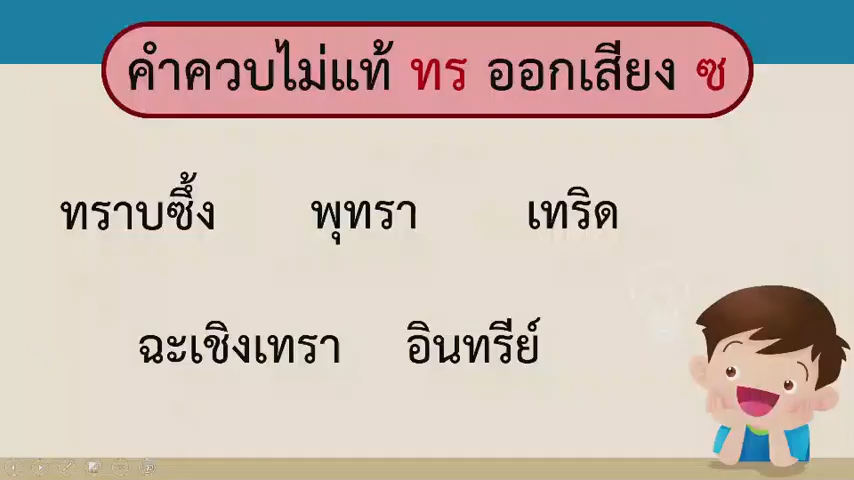 คำควบไม่แท้ ทร ออกเสียง ซ
ทราบซึ้ง พุทรา เทริด
ฉะเชิงเทรา อินทรีย์